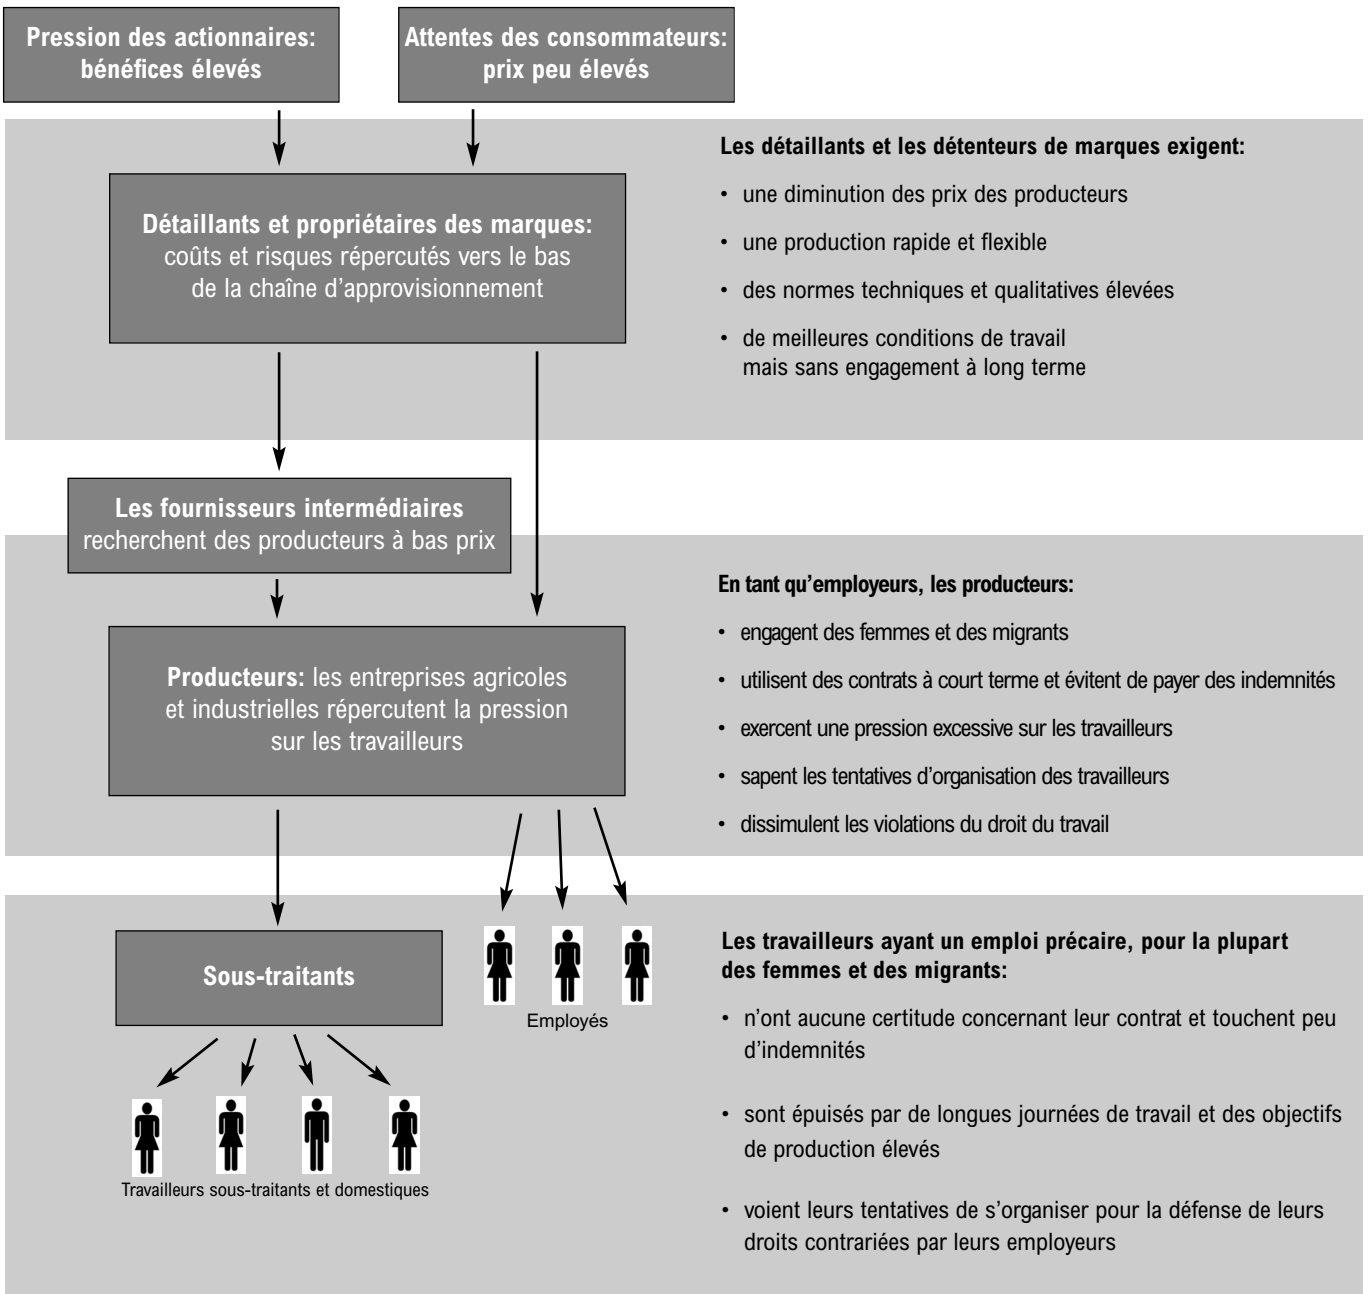 Pression des actionnaires:
bénéfices élevés
Attentes des consommateurs:
prix peu élevés
Détaillants et propriétaires des marques:
coûts et risques répercutés vers le bas
de la chaîne d'approvisionnement
Les détaillants et les détenteurs de marques exigent:
• une diminution des prix des producteurs
• une production rapide et flexible
• des normes techniques et qualitatives élevées
• de meilleures conditions de travail
mais sans engagement à long terme
Les fournisseurs intermédiaires
recherchent des producteurs à bas prix
Producteurs: les entreprises agricoles
et industrielles répercutent la pression
sur les travailleurs
En tant qu'employeurs, les producteurs:
• engagent des femmes et des migrants
• utilisent des contrats à court terme et évitent de payer des indemnités
• exercent une pression excessive sur les travailleurs
• sapent les tentatives d'organisation des travailleurs
• dissimulent les violations du droit du travail
Sous-traitants
Employés
Travailleurs sous-traitants et domestiques
Les travailleurs ayant un emploi précaire, pour la plupart
des femmes et des migrants:
• n'ont aucune certitude concernant leur contrat et touchent peu
d'indemnités
• sont épuisés par de longues journées de travail et des objectifs
de production élevés
• voient leurs tentatives de s'organiser pour la défense de leurs
droits contrariées par leurs employeurs